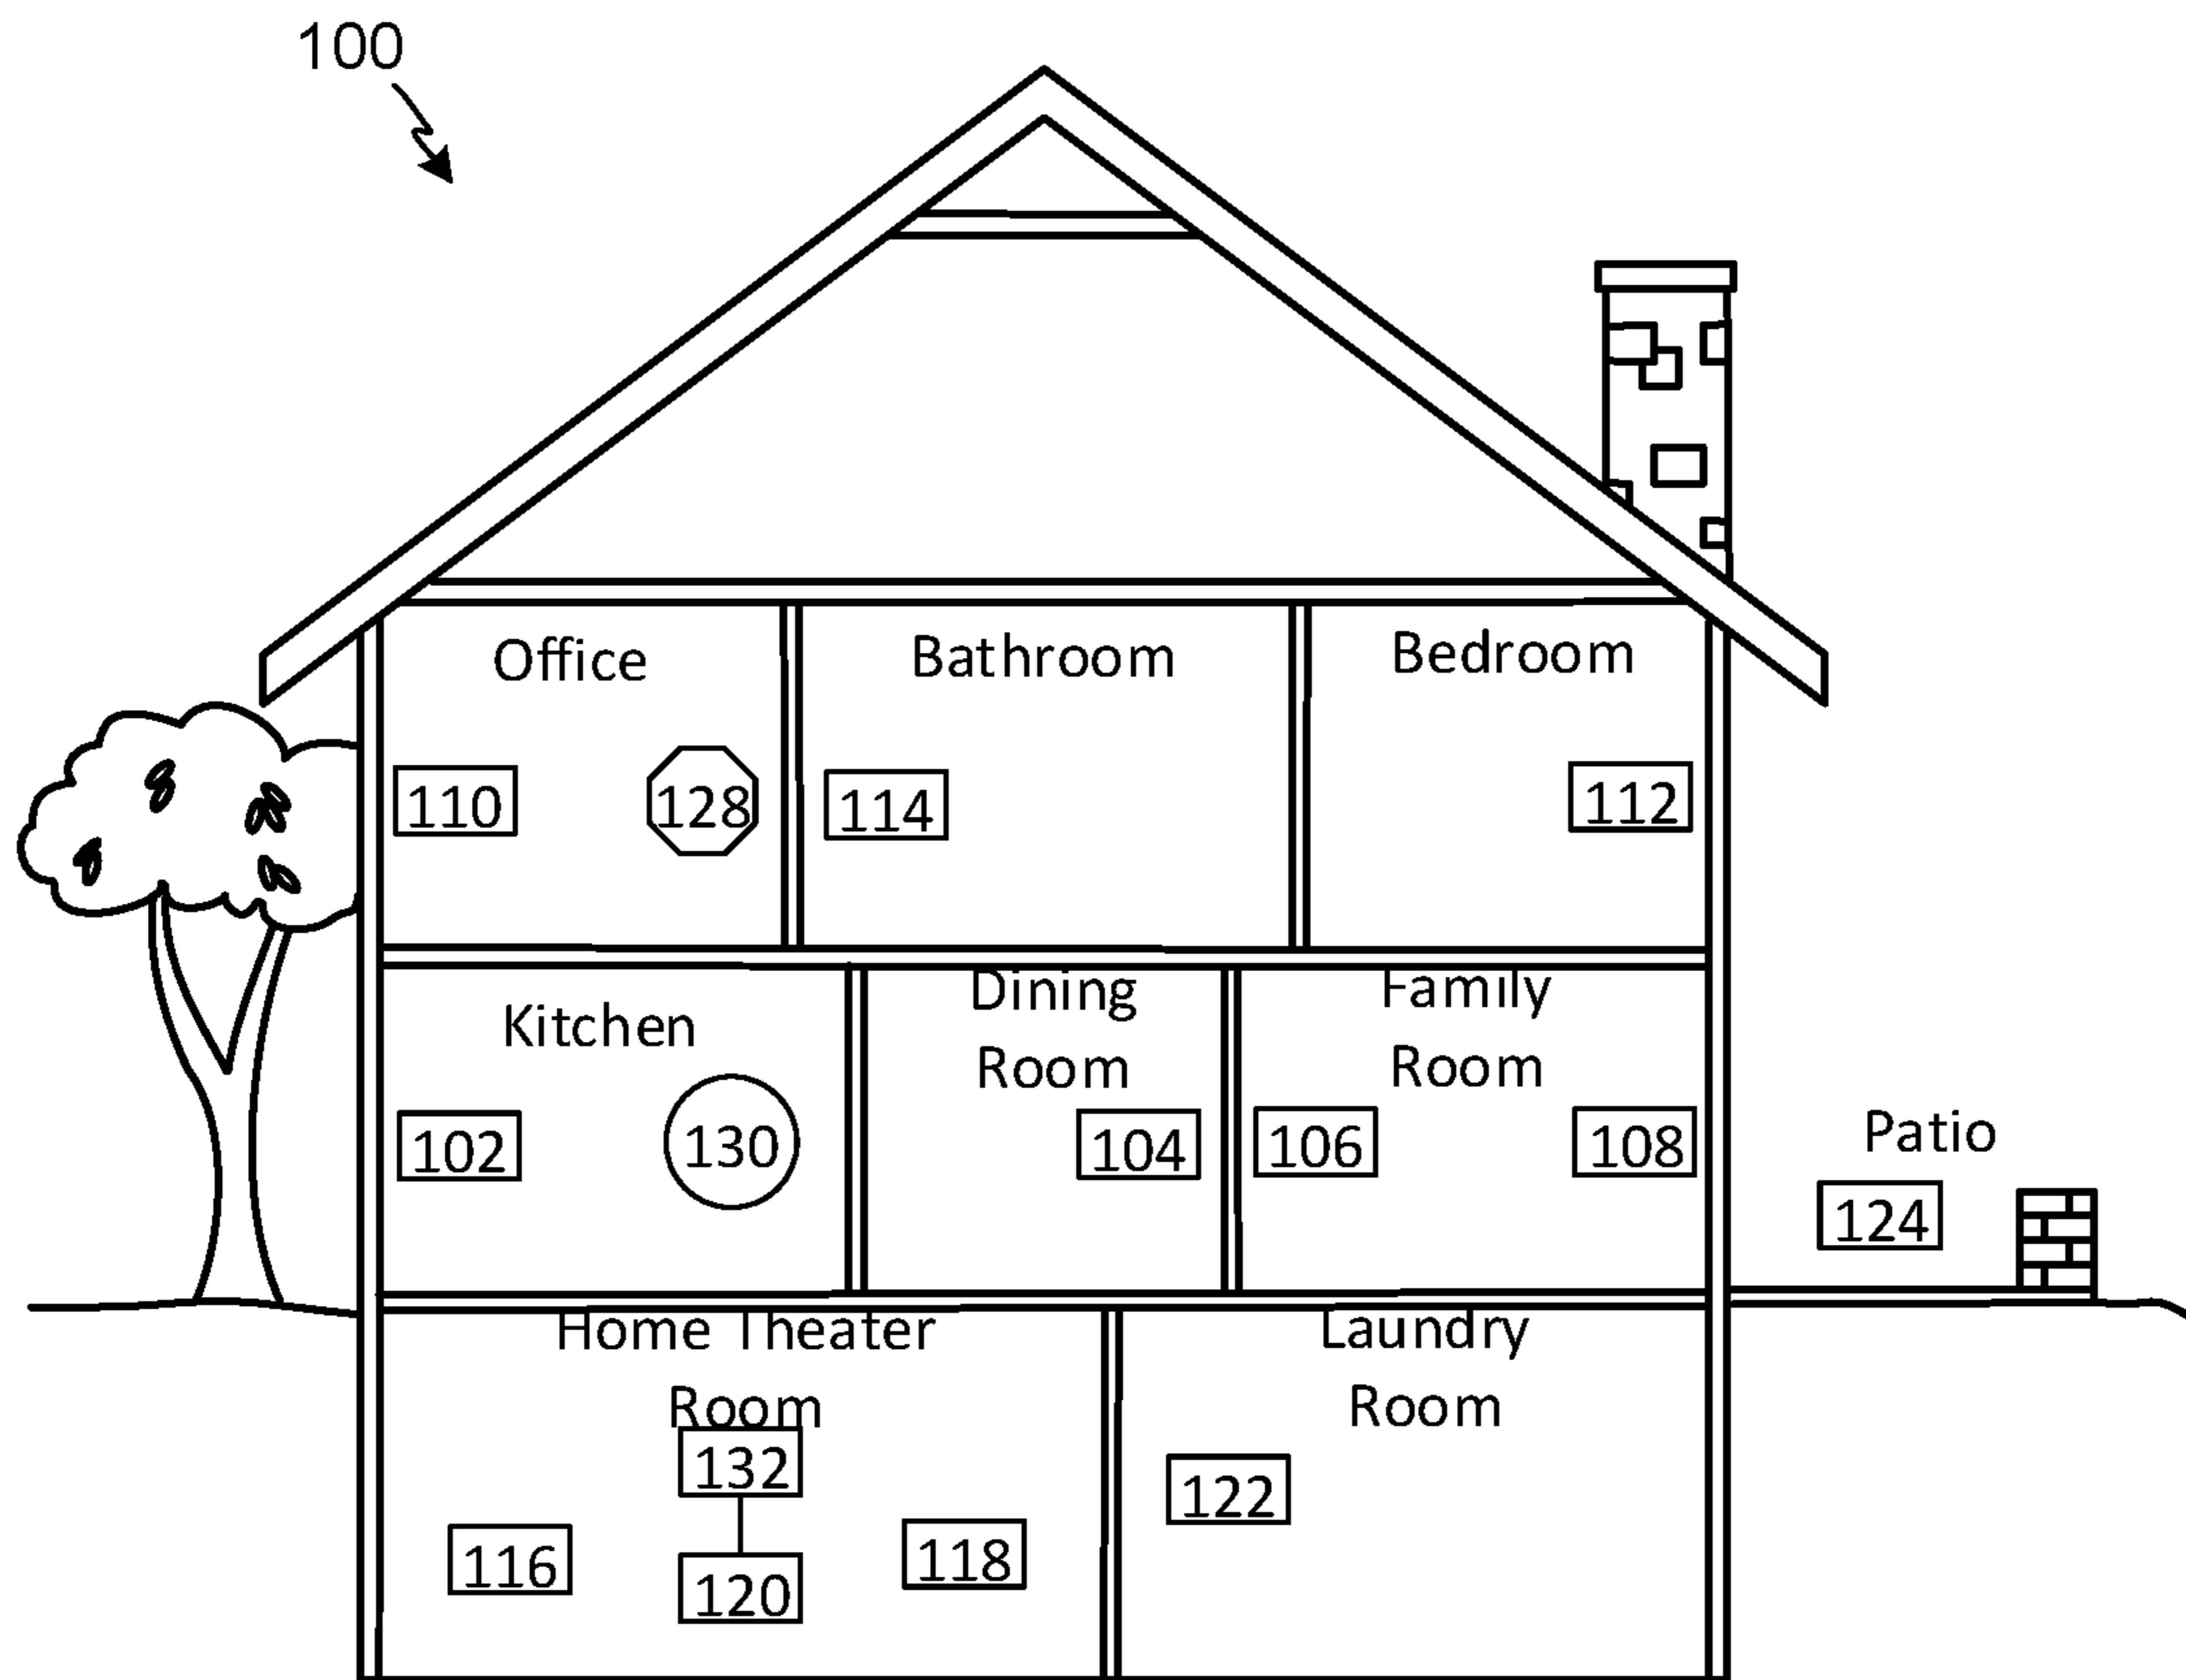 100
Office
Bathroom
Bedroom
110
128
114
112
Kitchen
Dining
Room
Family
Room
102
130
104
106
108
Patio
124
Home Theater
Room
Laundry
Room
132
116
120
118
122